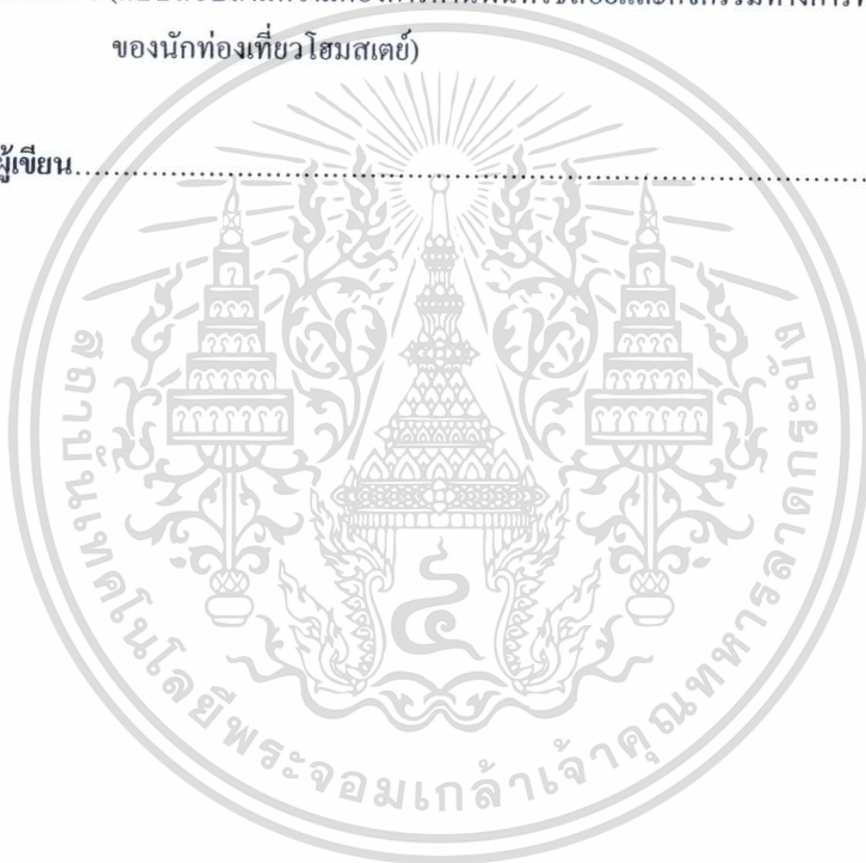 ของนักท่องเที่ยวโฮมสเตย์)
ผู้เขียน
๔
สถาบันเทคโนโลยีพระจอมเกล้าเจ้าคุณทหารลาดกระบัง